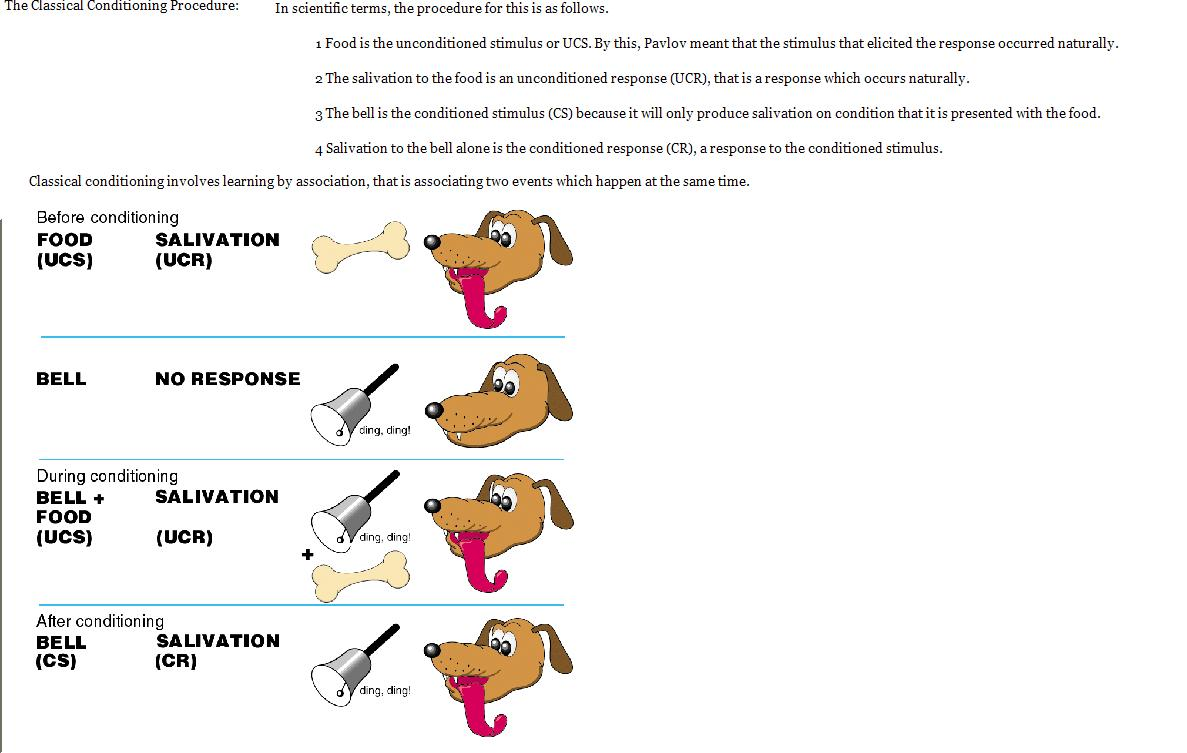 The Classical Conditioning Procedure: In scientific terms, the procedure for this is as follows.
1 Food is the unconditioned stimulus or UCS. By this, Pavlov meant that the stimulus that elicited the response occurred naturally.
2 The salivation to the food is an unconditioned response (UCR), that is a response which occurs naturally.
3 The bell is the conditioned stimulus (CS) because it will only produce salivation on condition that it is presented with the food.
4 Salivation to the bell alone is the conditioned response (CR), a response to the conditioned stimulus.
Classical conditioning involves learning by association, that is associating two events which happen at the same time.
Before conditioning
FOOD SALIVATION
(UCS) (UCR)
BELL NO RESPONSE
ding, ding!
During conditioning
BELL + SALIVATION
FOOD
(UCS) (UCR)
ding, ding!
+
After conditioning
BELL SALIVATION
(CS) (CR)
ding, ding!